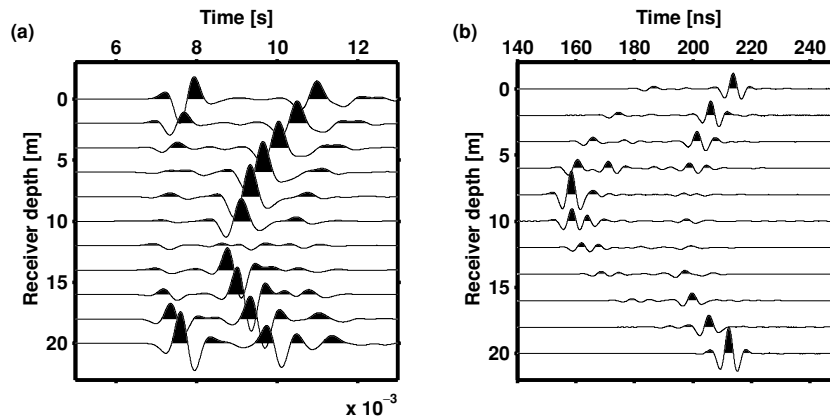 Time [s]
(a)
6 8 10 12
Receiver depth [m]
0
5
10
15
20
x 10⁻³
Time [ns]
(b)
140 160 180 200 220 240
Receiver depth [m]
0
5
10
15
20